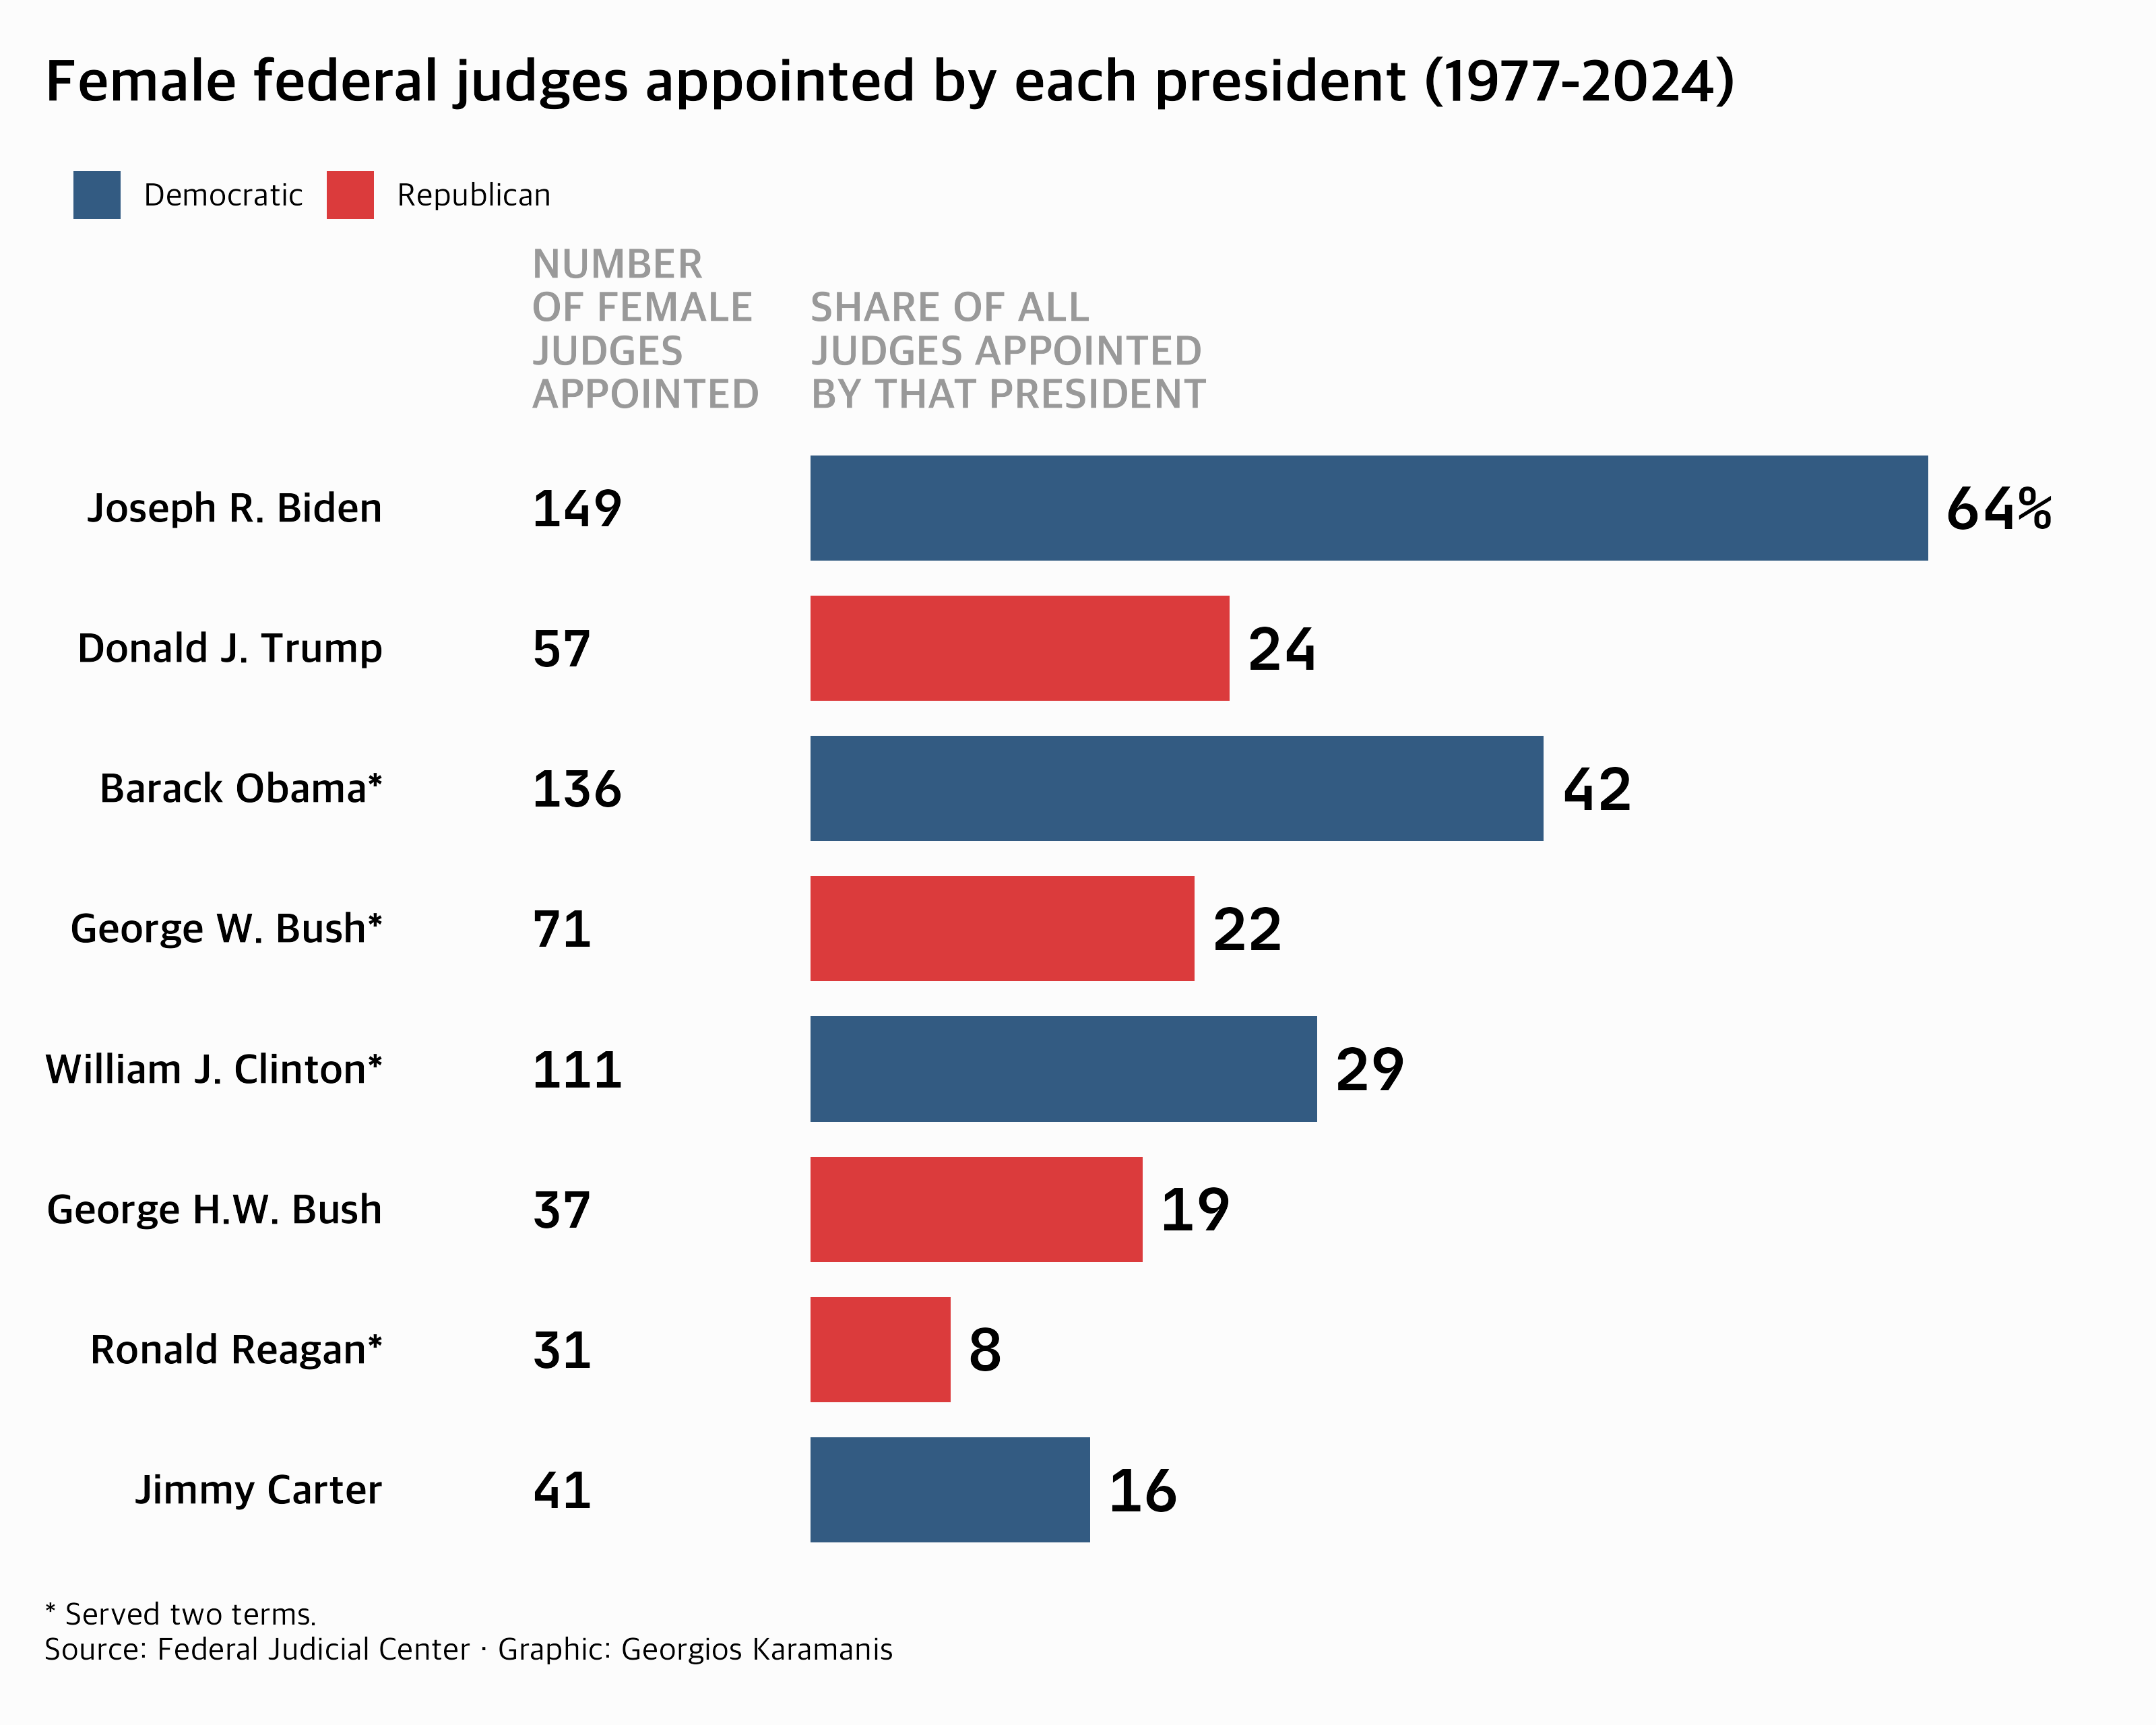 Female federal judges appointed by each president (1977-2024)
Democratic Republican
NUMBER
OF FEMALE
JUDGES
APPOINTED
SHARE OF ALL
JUDGES APPOINTED
BY THAT PRESIDENT
Joseph R. Biden 149 64%
Donald J. Trump 57 24
Barack Obama* 136 42
George W. Bush* 71 22
William J. Clinton* 111 29
George H.W. Bush 37 19
Ronald Reagan* 31 8
Jimmy Carter 41 16
* Served two terms.
Source: Federal Judicial Center · Graphic: Georgios Karamanis